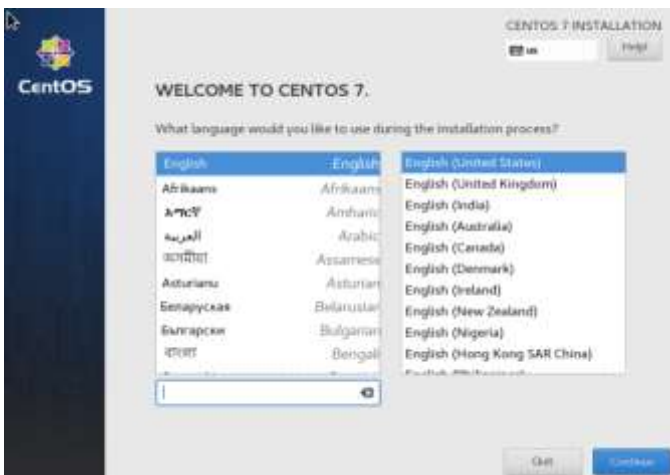 CENTOS 7 INSTALLATION
us
Help!
CentOS
WELCOME TO CENTOS 7.
What language would you like to use during the installation process?
English English
Afrikaans Afrikaans
አማርኛ Amharic
العربية Arabic
অসমীয়া Assamese
Asturianu Asturian
Беларуская Belarusian
Български Bulgarian
বাংলা Bengali
English (United States)
English (United Kingdom)
English (India)
English (Australia)
English (Canada)
English (Denmark)
English (Ireland)
English (New Zealand)
English (Nigeria)
English (Hong Kong SAR China)
Quit
Continue